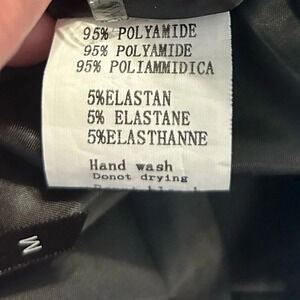 95% POLYAMIDE
95% POLYAMIDE
95% POLIAMMIDICA
5%ELASTAN
5% ELASTANE
5%ELASTHANNE
Hand wash
Donot drying
M